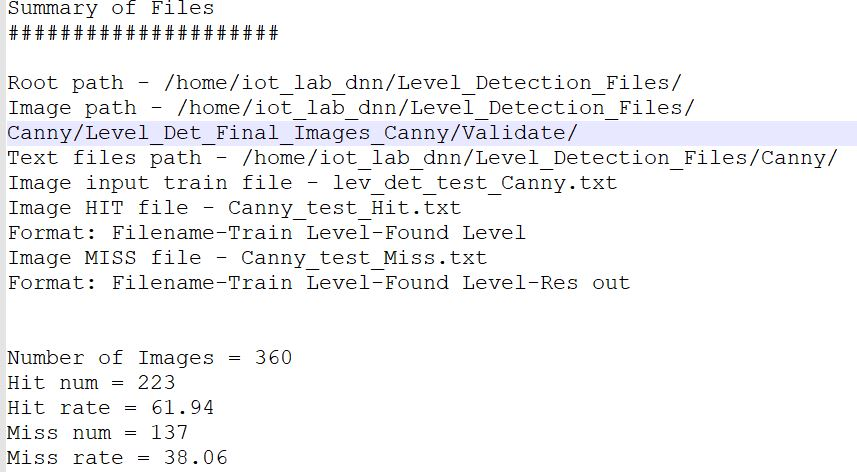 Summary of Files
#####################
Root path - /home/iot_lab_dnn/Level_Detection_Files/
Image path - /home/iot_lab_dnn/Level_Detection_Files/
Canny/Level_Det_Final_Images_Canny/Validate/
Text files path - /home/iot_lab_dnn/Level_Detection_Files/Canny/
Image input train file - lev_det_test_Canny.txt
Image HIT file - Canny_test_Hit.txt
Format: Filename-Train Level-Found Level
Image MISS file - Canny_test_Miss.txt
Format: Filename-Train Level-Found Level-Res out
Number of Images = 360
Hit num = 223
Hit rate = 61.94
Miss num = 137
Miss rate = 38.06